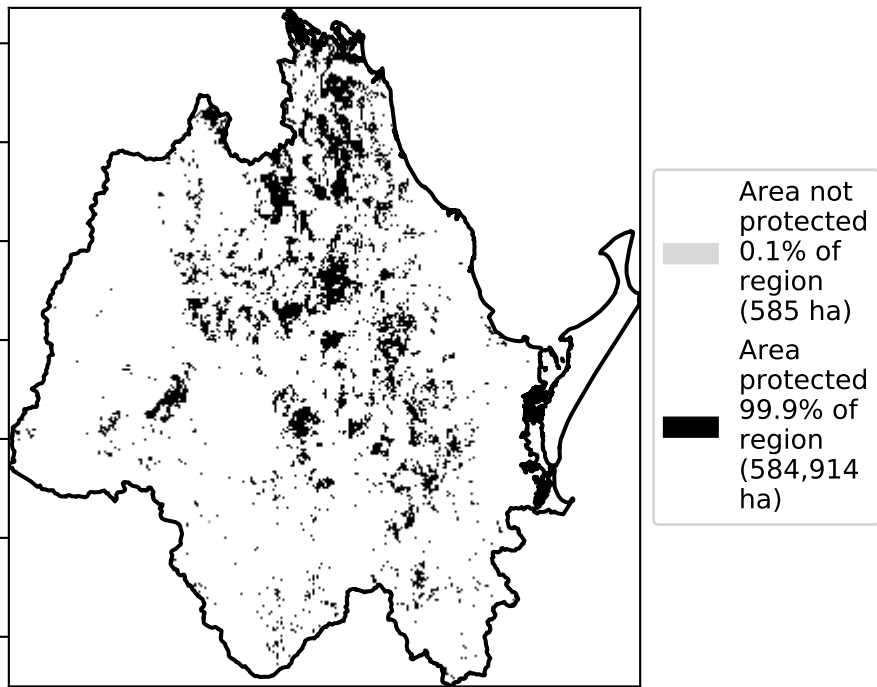 Area not
protected
0.1% of
region
(585 ha)
Area
protected
99.9% of
region
(584,914
ha)